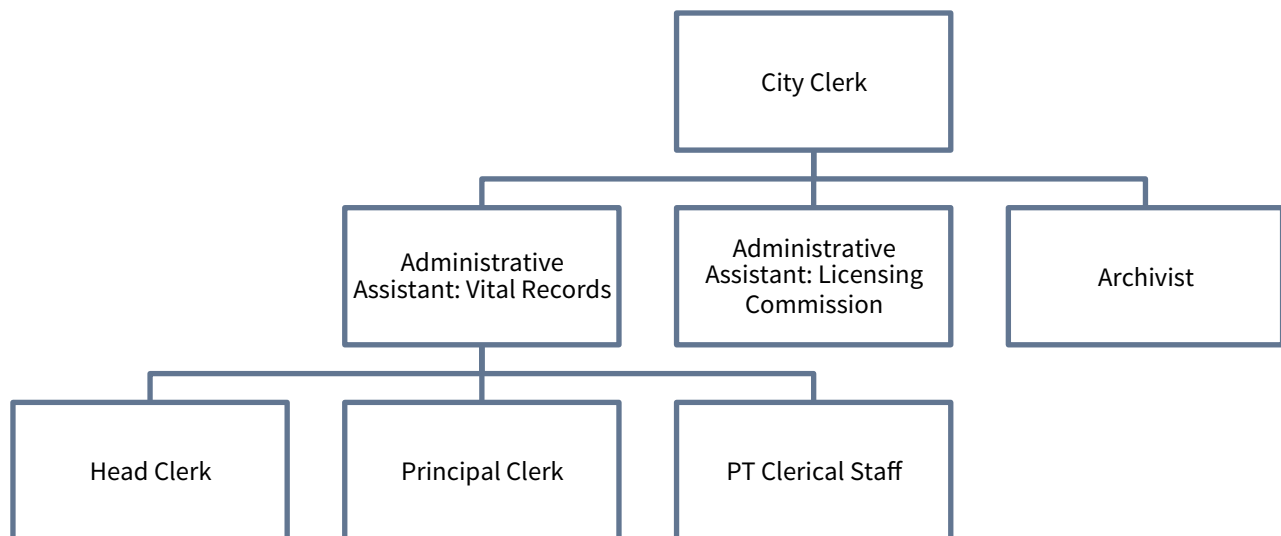 City Clerk
Administrative
Assistant: Vital Records
Administrative
Assistant: Licensing
Commission
Archivist
Head Clerk
Principal Clerk
PT Clerical Staff